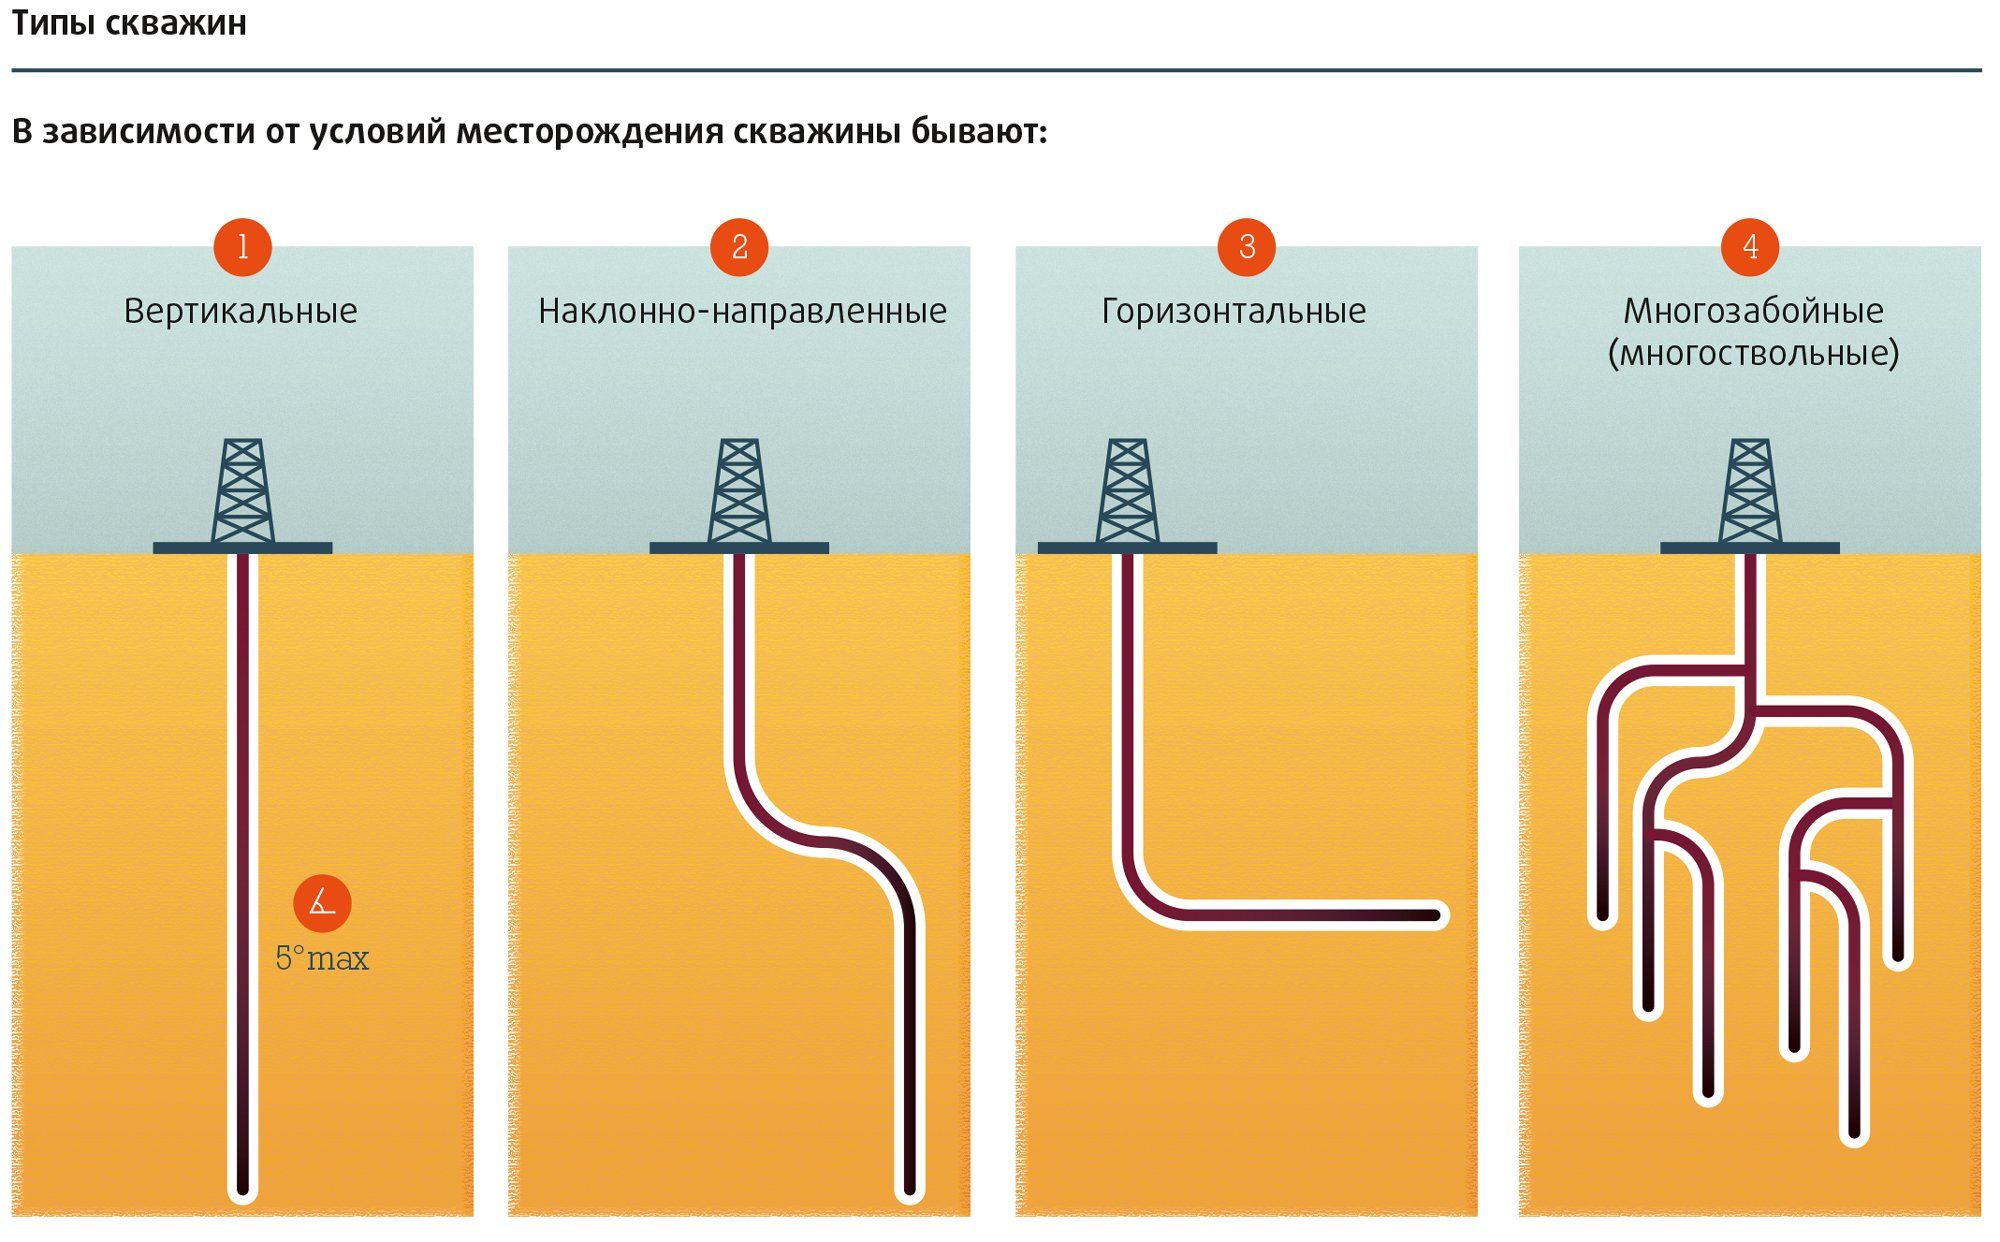 Типы скважин
В зависимости от условий месторождения скважины бывают:
1
Вертикальные
5°max
2
Наклонно-направленные
3
Горизонтальные
4
Многозабойные
(многоствольные)